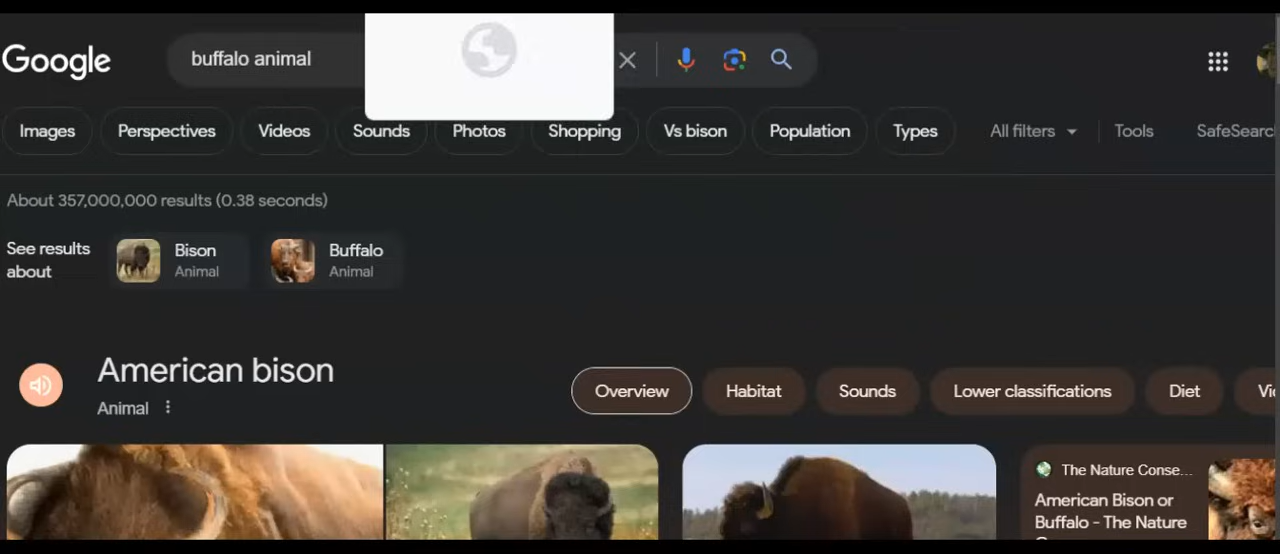 Google
buffalo animal
Images Perspectives Videos Sounds Photos Shopping Vs bison Population Types All filters Tools SafeSearc
About 357,000,000 results (0.38 seconds)
See results about
Bison
Animal
Buffalo
Animal
American bison
Animal
Overview Habitat Sounds Lower classifications Diet Vi
The Nature Conse...
American Bison or
Buffalo - The Nature